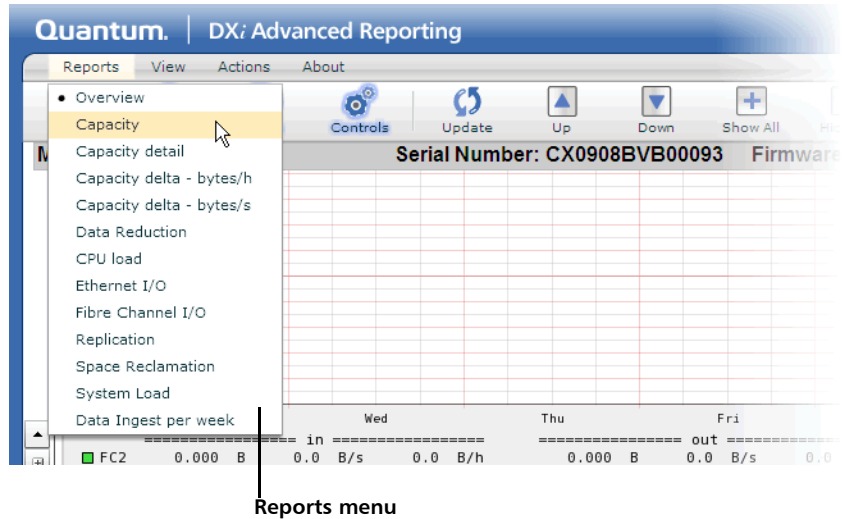 Quantum. DXi Advanced Reporting
Reports View Actions About
Overview
Capacity
Capacity detail
Capacity delta - bytes/h
Capacity delta - bytes/s
Data Reduction
CPU load
Ethernet I/O
Fibre Channel I/O
Replication
Space Reclamation
System Load
Data Ingest per week
Controls Update Up Down Show All
Serial Number: CX0908BVB00093 Firmware
Wed Thu Fri
================ in ================ =============== out ===========
FC2 0.000 B 0.0 B/s 0.0 B/h 0.000 B 0.0 B/s 0.0
Reports menu